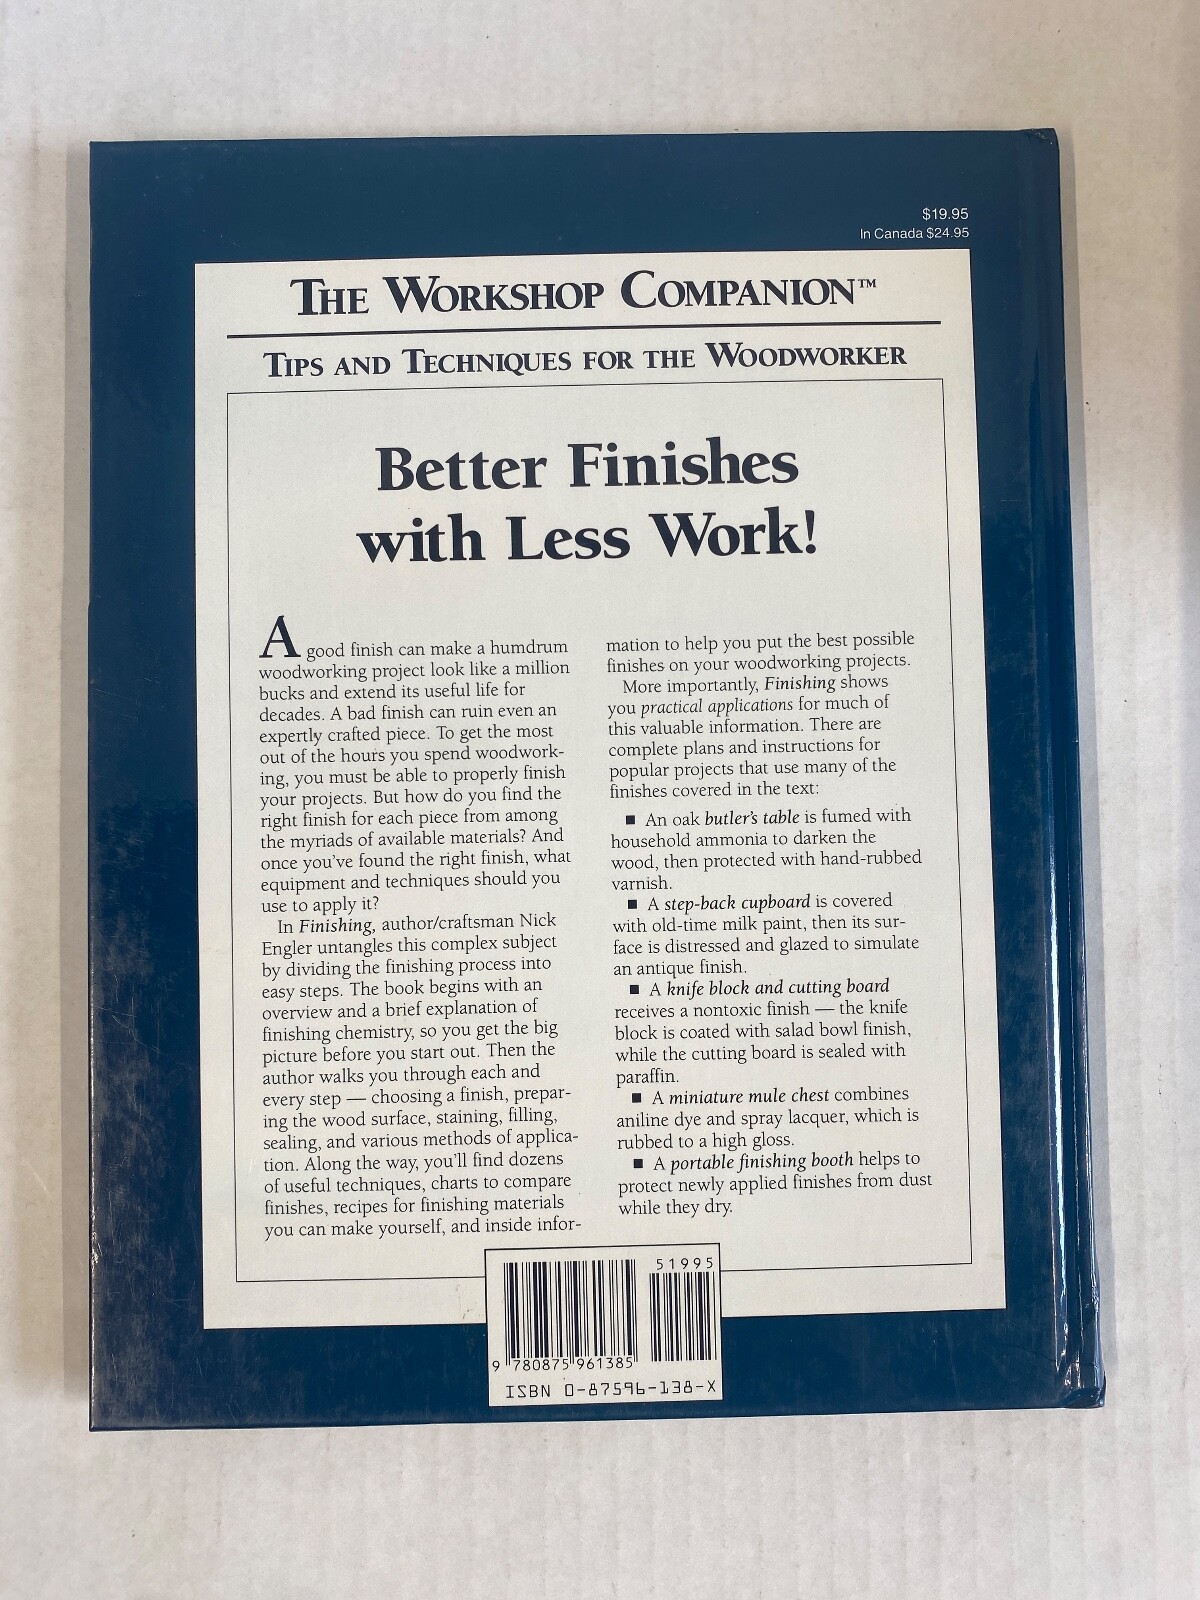 $19.95
In Canada $24.95
THE WORKSHOP COMPANION™
TIPS AND TECHNIQUES FOR THE WOODWORKER
Better Finishes
with Less Work!
A good finish can make a humdrum
woodworking project look like a million
bucks and extend its useful life for
decades. A bad finish can ruin even an
expertly crafted piece. To get the most
out of the hours you spend woodwork-
ing, you must be able to properly finish
your projects. But how do you find the
right finish for each piece from among
the myriads of available materials? And
once you've found the right finish, what
equipment and techniques should you
use to apply it?
In Finishing, author/craftsman Nick
Engler untangles this complex subject
by dividing the finishing process into
easy steps. The book begins with an
overview and a brief explanation of
finishing chemistry, so you get the big
picture before you start out. Then the
author walks you through each and
every step — choosing a finish, prepar-
ing the wood surface, staining, filling,
sealing, and various methods of applica-
tion. Along the way, you'll find dozens
of useful techniques, charts to compare
finishes, recipes for finishing materials
you can make yourself, and inside infor-
mation to help you put the best possible
finishes on your woodworking projects.
More importantly, Finishing shows
you practical applications for much of
this valuable information. There are
complete plans and instructions for
popular projects that use many of the
finishes covered in the text:
■ An oak butler's table is fumed with
household ammonia to darken the
wood, then protected with hand-rubbed
varnish.
■ A step-back cupboard is covered
with old-time milk paint, then its sur-
face is distressed and glazed to simulate
an antique finish.
■ A knife block and cutting board
receives a nontoxic finish — the knife
block is coated with salad bowl finish,
while the cutting board is sealed with
paraffin.
■ A miniature mule chest combines
aniline dye and spray lacquer, which is
rubbed to a high gloss.
■ A portable finishing booth helps to
protect newly applied finishes from dust
while they dry.
51995
9 780875 961385
ISBN 0-87596-138-X